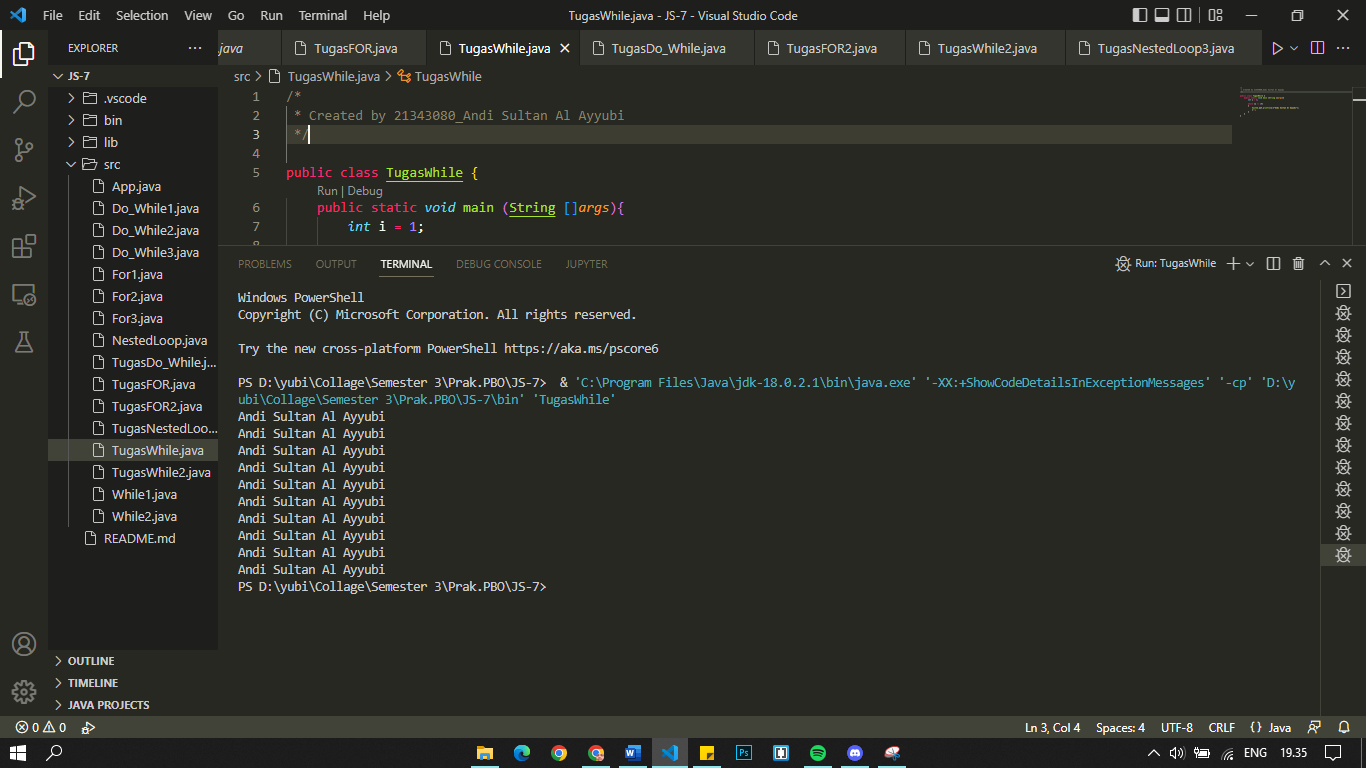 File Edit Selection View Go Run Terminal Help TugasWhile.java - JS-7 - Visual Studio Code
EXPLORER ...
.java TugasFOR.java TugasWhile.java TugasDo_While.java TugasFOR2.java TugasWhile2.java TugasNestedLoop3.java
JS-7
.vscode
bin
lib
src
App.java
Do_While1.java
Do_While2.java
Do_While3.java
For1.java
For2.java
For3.java
NestedLoop.java
TugasDo_While.j...
TugasFOR.java
TugasFOR2.java
TugasNestedLoo...
TugasWhile.java
TugasWhile2.java
While1.java
While2.java
README.md
OUTLINE
TIMELINE
JAVA PROJECTS
src > TugasWhile.java > TugasWhile
1 /*
2 * Created by 21343080_Andi Sultan Al Ayyubi
3 */
4
5 public class TugasWhile {
Run | Debug
6 public static void main (String []args){
7 int i = 1;
8
PROBLEMS OUTPUT TERMINAL DEBUG CONSOLE JUPYTER Run: TugasWhile
Windows PowerShell
Copyright (C) Microsoft Corporation. All rights reserved.
Try the new cross-platform PowerShell https://aka.ms/pscore6
PS D:\yubi\Collage\Semester 3\Prak.PBO\JS-7> & 'C:\Program Files\Java\jdk-18.0.2.1\bin\java.exe' '-XX:+ShowCodeDetailsInExceptionMessages' '-cp' 'D:\y
ubi\Collage\Semester 3\Prak.PBO\JS-7\bin' 'TugasWhile'
Andi Sultan Al Ayyubi
Andi Sultan Al Ayyubi
Andi Sultan Al Ayyubi
Andi Sultan Al Ayyubi
Andi Sultan Al Ayyubi
Andi Sultan Al Ayyubi
Andi Sultan Al Ayyubi
Andi Sultan Al Ayyubi
Andi Sultan Al Ayyubi
Andi Sultan Al Ayyubi
PS D:\yubi\Collage\Semester 3\Prak.PBO\JS-7>
0 0 Ln 3, Col 4 Spaces: 4 UTF-8 CRLF {} Java
ENG 19.35